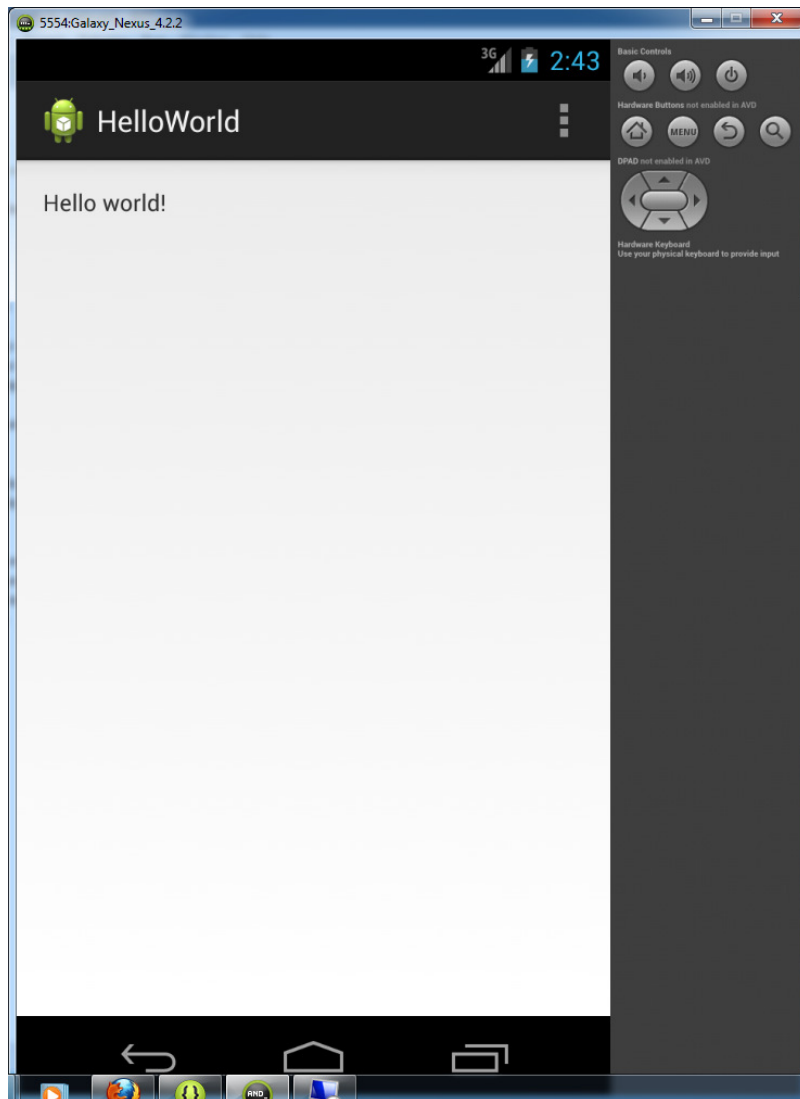 5554:Galaxy_Nexus_4.2.2
3G 2:43
HelloWorld
Hello world!
Basic Controls
Hardware Buttons not enabled in AVD
MENU
DPAD not enabled in AVD
Hardware Keyboard
Use your physical keyboard to provide input
{}
AND